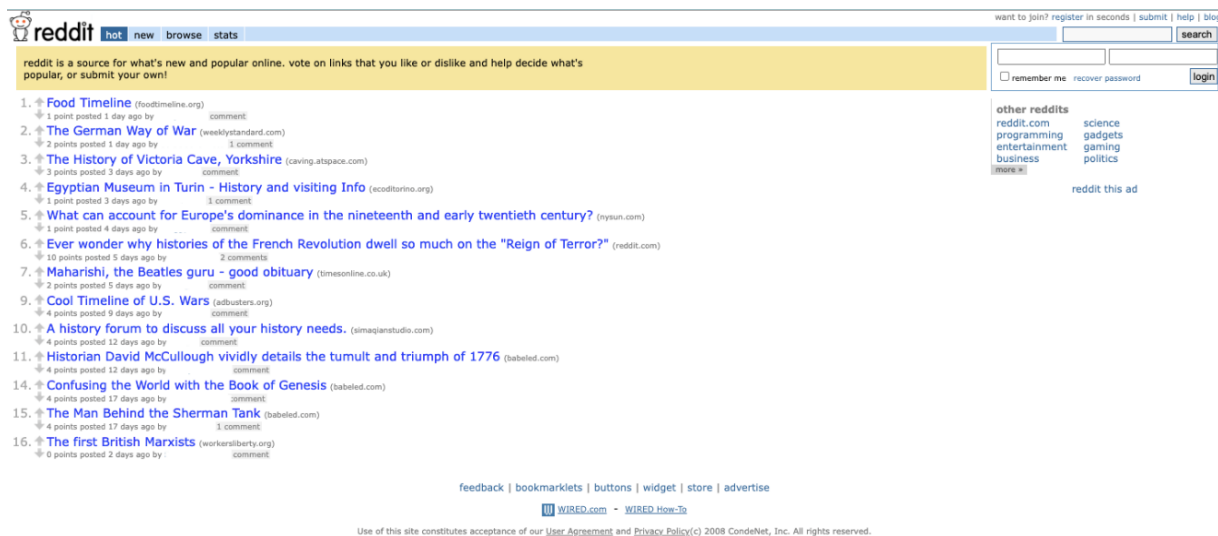 want to join? register in seconds | submit | help | blog
reddit hot new browse stats
search
reddit is a source for what's new and popular online. vote on links that you like or dislike and help decide what's
popular, or submit your own!
remember me recover password login
1. Food Timeline (foodtimeline.org)
1 point posted 1 day ago by comment
2. The German Way of War (weeklystandard.com)
2 points posted 1 day ago by 1 comment
3. The History of Victoria Cave, Yorkshire (caving.atspace.com)
3 points posted 3 days ago by comment
4. Egyptian Museum in Turin - History and visiting Info (ecoditorino.org)
1 point posted 3 days ago by 1 comment
5. What can account for Europe's dominance in the nineteenth and early twentieth century? (nysun.com)
1 point posted 4 days ago by comment
6. Ever wonder why histories of the French Revolution dwell so much on the "Reign of Terror?" (reddit.com)
10 points posted 5 days ago by 2 comments
7. Maharishi, the Beatles guru - good obituary (timesonline.co.uk)
2 points posted 5 days ago by comment
9. Cool Timeline of U.S. Wars (adbusters.org)
4 points posted 9 days ago by comment
10. A history forum to discuss all your history needs. (simaqianstudio.com)
4 points posted 12 days ago by comment
11. Historian David McCullough vividly details the tumult and triumph of 1776 (babeled.com)
4 points posted 12 days ago by comment
14. Confusing the World with the Book of Genesis (babeled.com)
4 points posted 17 days ago by comment
15. The Man Behind the Sherman Tank (babeled.com)
4 points posted 17 days ago by 1 comment
16. The first British Marxists (workersliberty.org)
0 points posted 2 days ago by comment
other reddits
reddit.com science
programming gadgets
entertainment gaming
business politics
more »
reddit this ad
feedback | bookmarklets | buttons | widget | store | advertise
WIRED.com - WIRED How-To
Use of this site constitutes acceptance of our User Agreement and Privacy Policy(c) 2008 CondeNet, Inc. All rights reserved.